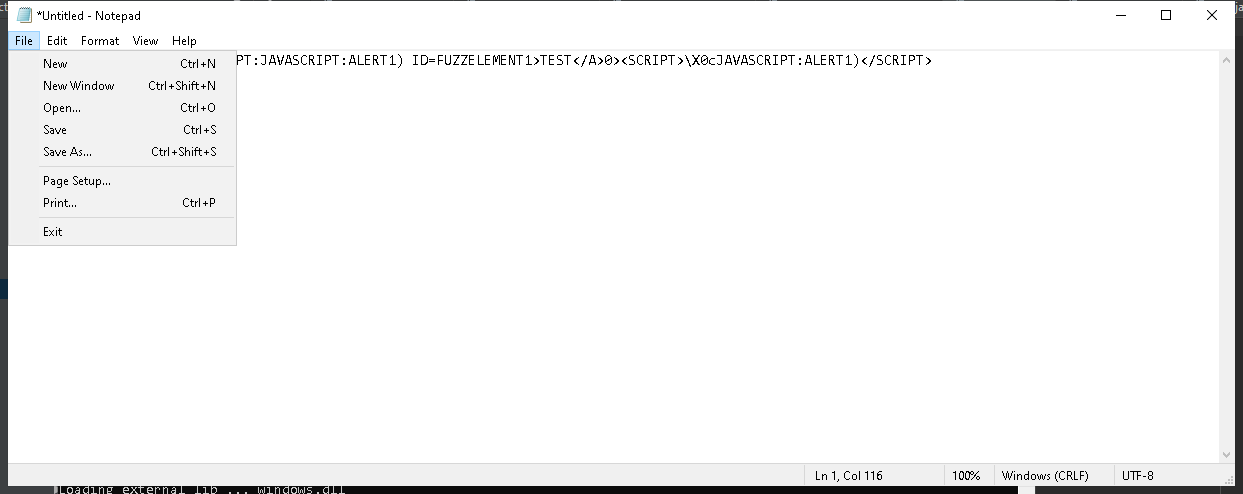 *Untitled - Notepad
File Edit Format View Help
PT:JAVASCRIPT:ALERT1) ID=FUZZELEMENT1>TEST</A>0><SCRIPT>\X0cJAVASCRIPT:ALERT1)</SCRIPT>
New Ctrl+N
New Window Ctrl+Shift+N
Open... Ctrl+O
Save Ctrl+S
Save As... Ctrl+Shift+S
Page Setup...
Print... Ctrl+P
Exit
Ln 1, Col 116 100% Windows (CRLF) UTF-8
Loading external lib ... windows.dll